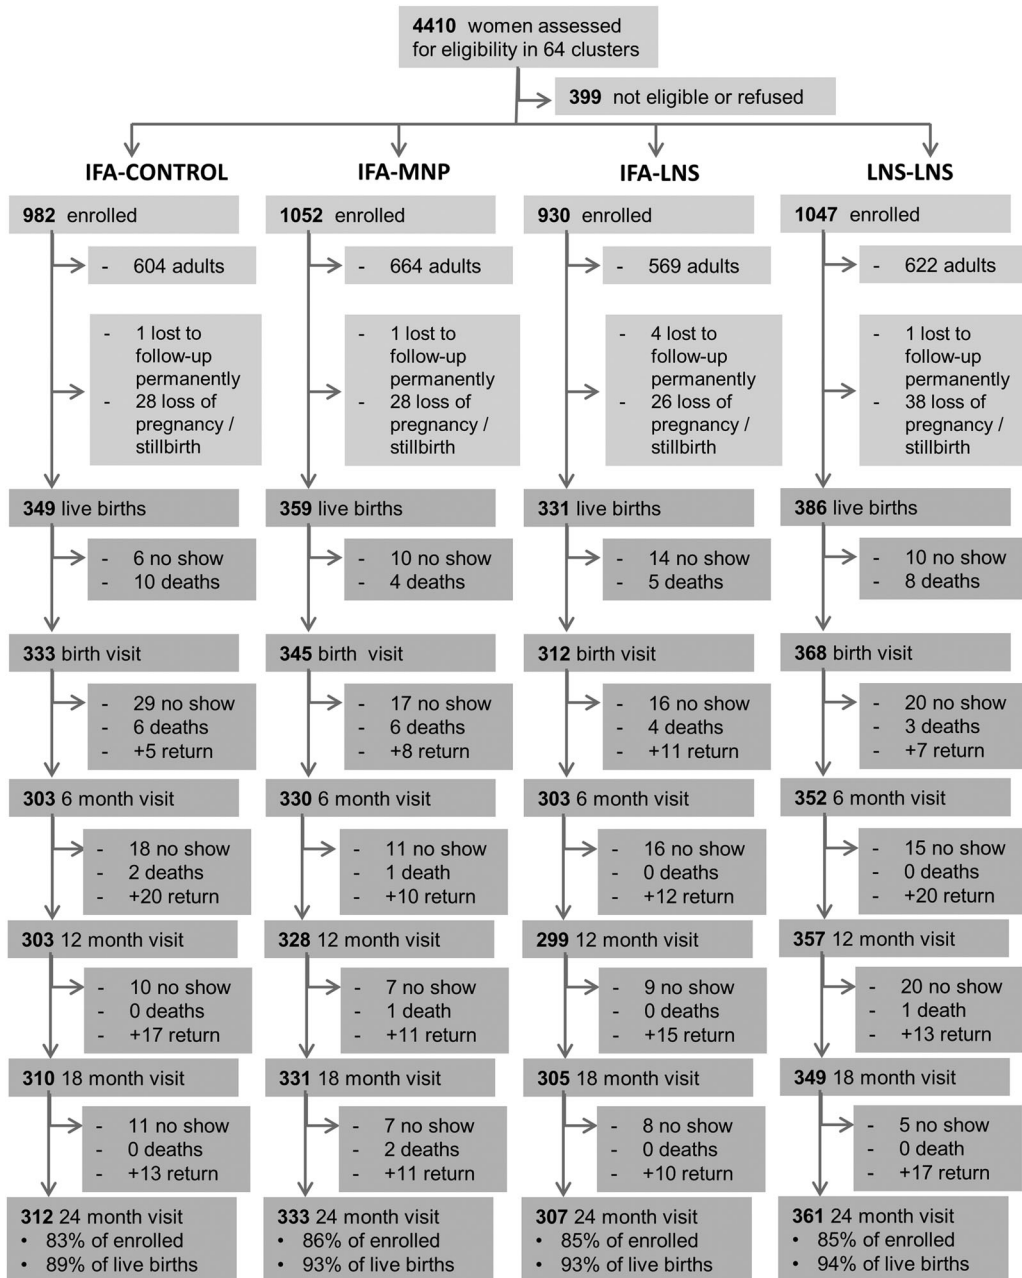 4410 women assessed
for eligibility in 64 clusters
399 not eligible or refused
IFA-CONTROL
982 enrolled
- 604 adults
- 1 lost to
follow-up
permanently
- 28 loss of
pregnancy /
stillbirth
349 live births
- 6 no show
- 10 deaths
333 birth visit
- 29 no show
- 6 deaths
- +5 return
303 6 month visit
- 18 no show
- 2 deaths
- +20 return
303 12 month visit
- 10 no show
- 0 deaths
- +17 return
310 18 month visit
- 11 no show
- 0 deaths
- +13 return
312 24 month visit
• 83% of enrolled
• 89% of live births
IFA-MNP
1052 enrolled
- 664 adults
- 1 lost to
follow-up
permanently
- 28 loss of
pregnancy /
stillbirth
359 live births
- 10 no show
- 4 deaths
345 birth visit
- 17 no show
- 6 deaths
- +8 return
330 6 month visit
- 11 no show
- 1 death
- +10 return
328 12 month visit
- 7 no show
- 1 death
- +11 return
331 18 month visit
- 7 no show
- 2 deaths
- +11 return
333 24 month visit
• 86% of enrolled
• 93% of live births
IFA-LNS
930 enrolled
- 569 adults
- 4 lost to
follow-up
permanently
- 26 loss of
pregnancy /
stillbirth
331 live births
- 14 no show
- 5 deaths
312 birth visit
- 16 no show
- 4 deaths
- +11 return
303 6 month visit
- 16 no show
- 0 deaths
- +12 return
299 12 month visit
- 9 no show
- 0 deaths
- +15 return
305 18 month visit
- 8 no show
- 0 deaths
- +10 return
307 24 month visit
• 85% of enrolled
• 93% of live births
LNS-LNS
1047 enrolled
- 622 adults
- 1 lost to
follow-up
permanently
- 38 loss of
pregnancy /
stillbirth
386 live births
- 10 no show
- 8 deaths
368 birth visit
- 20 no show
- 3 deaths
- +7 return
352 6 month visit
- 15 no show
- 0 deaths
- +20 return
357 12 month visit
- 20 no show
- 1 death
- +13 return
349 18 month visit
- 5 no show
- 0 death
- +17 return
361 24 month visit
• 85% of enrolled
• 94% of live births